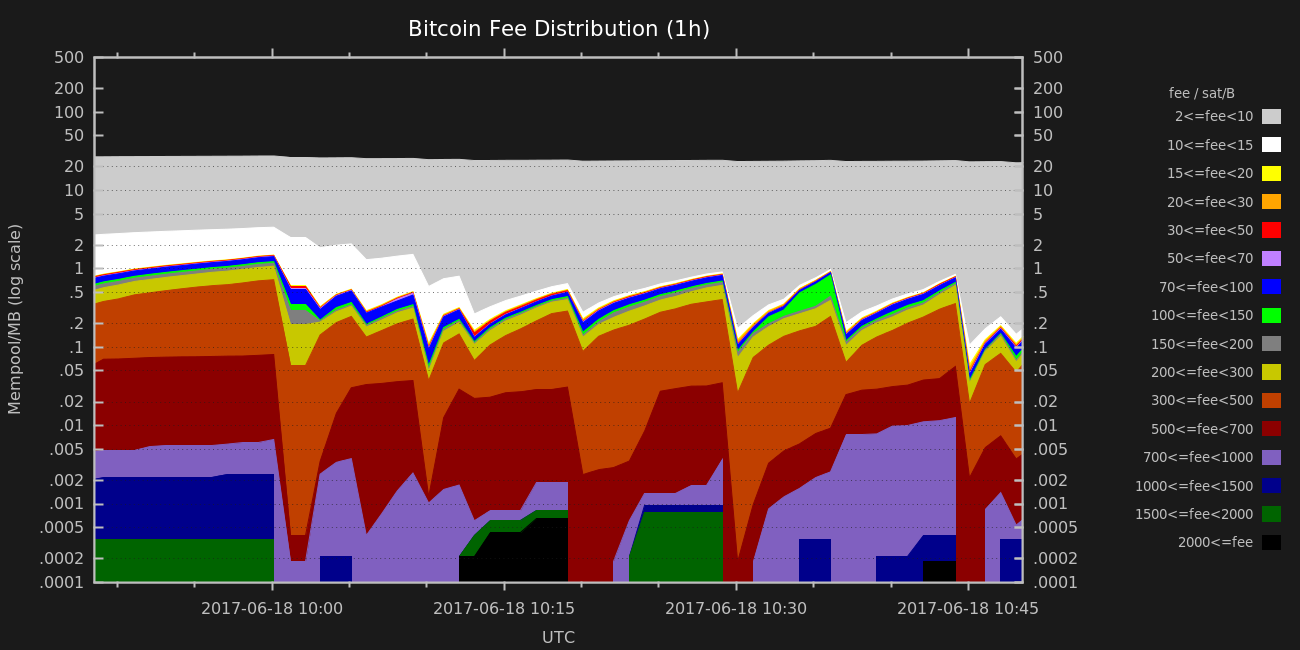 Bitcoin Fee Distribution (1h)
Mempool/MB (log scale)
500
200
100
50
20
10
5
2
1
.5
.2
.1
.05
.02
.01
.005
.002
.001
.0005
.0002
.0001
500
200
100
50
20
10
5
2
1
.5
.2
.1
.05
.02
.01
.005
.002
.001
.0005
.0002
.0001
fee / sat/B
2<=fee<10
10<=fee<15
15<=fee<20
20<=fee<30
30<=fee<50
50<=fee<70
70<=fee<100
100<=fee<150
150<=fee<200
200<=fee<300
300<=fee<500
500<=fee<700
700<=fee<1000
1000<=fee<1500
1500<=fee<2000
2000<=fee
2017-06-18 10:00 2017-06-18 10:15 2017-06-18 10:30 2017-06-18 10:45
UTC